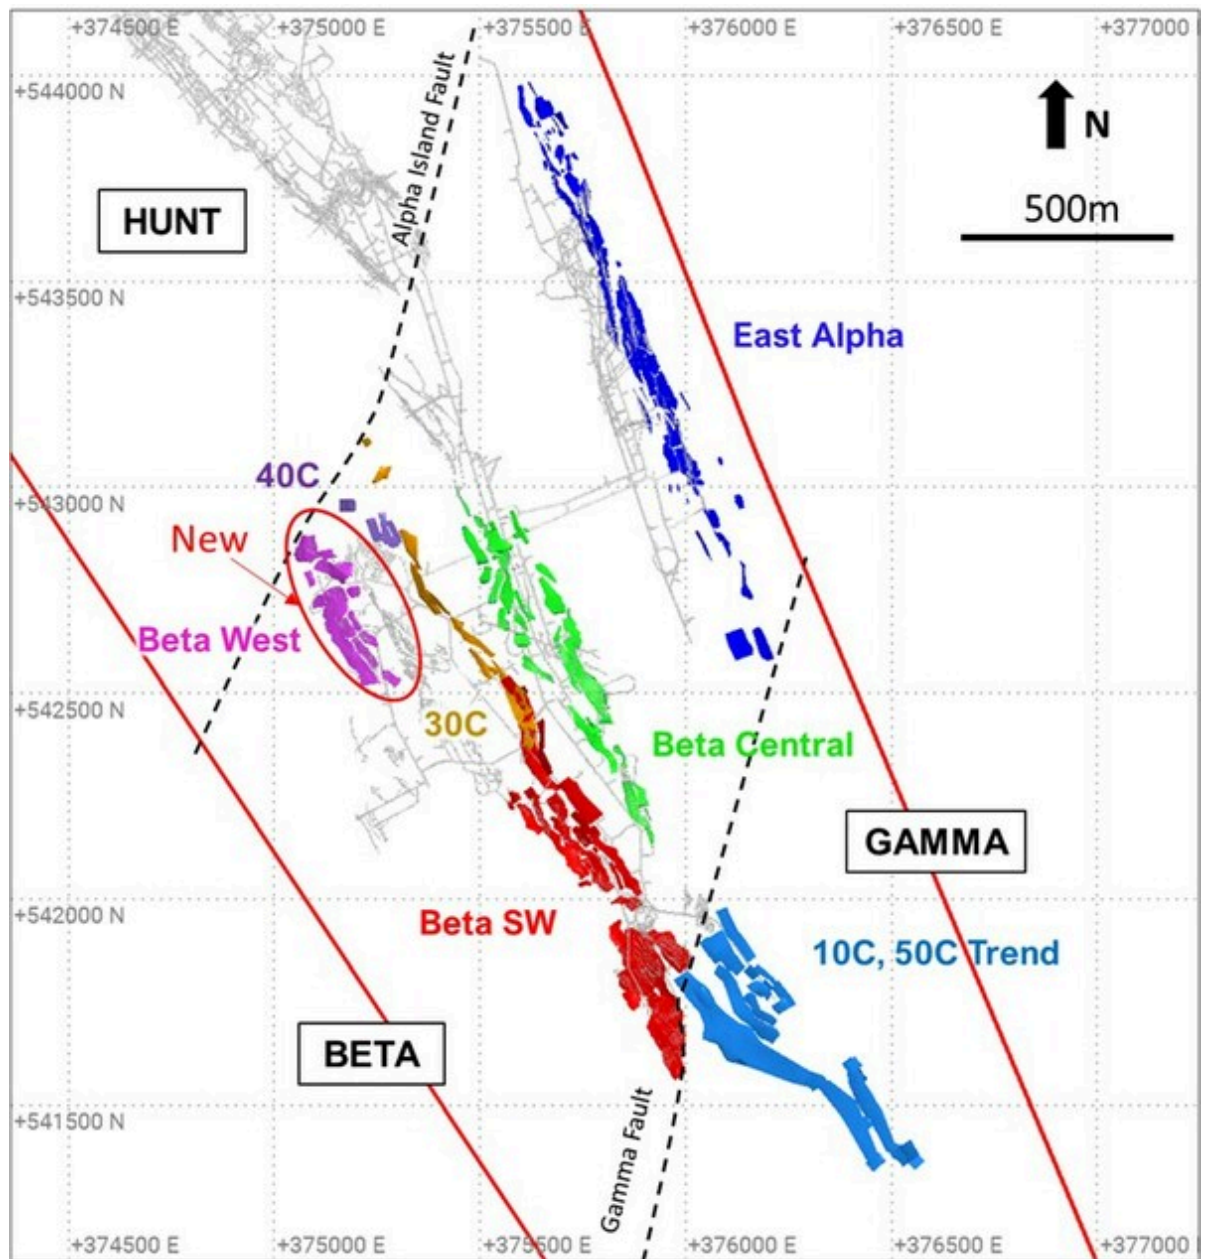 +374500 E
+375000 E
+375500 E
+376000 E
+376500 E
+377000
+544000 N
N
500m
Alpha Island Fault
HUNT
+543500 N
East Alpha
40C
+543000 N
New
Beta West
+542500 N
30C
Beta Central
GAMMA
+542000 N
Beta SW
10C, 50C Trend
BETA
+541500 N
Gamma Fault
+374500 E
+375000 E
+375500 E
+376000 E
+376500 E
+377000